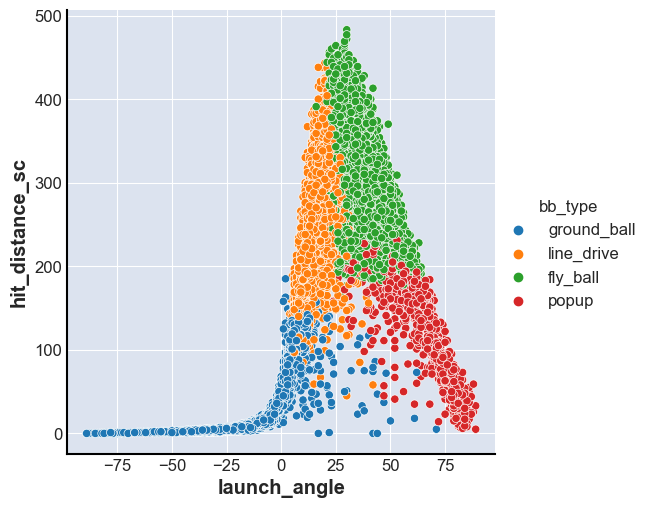 500
400
300
200
100
0
hit_distance_sc
−75
−50
−25
0
25
50
75
launch_angle
bb_type
ground_ball
line_drive
fly_ball
popup